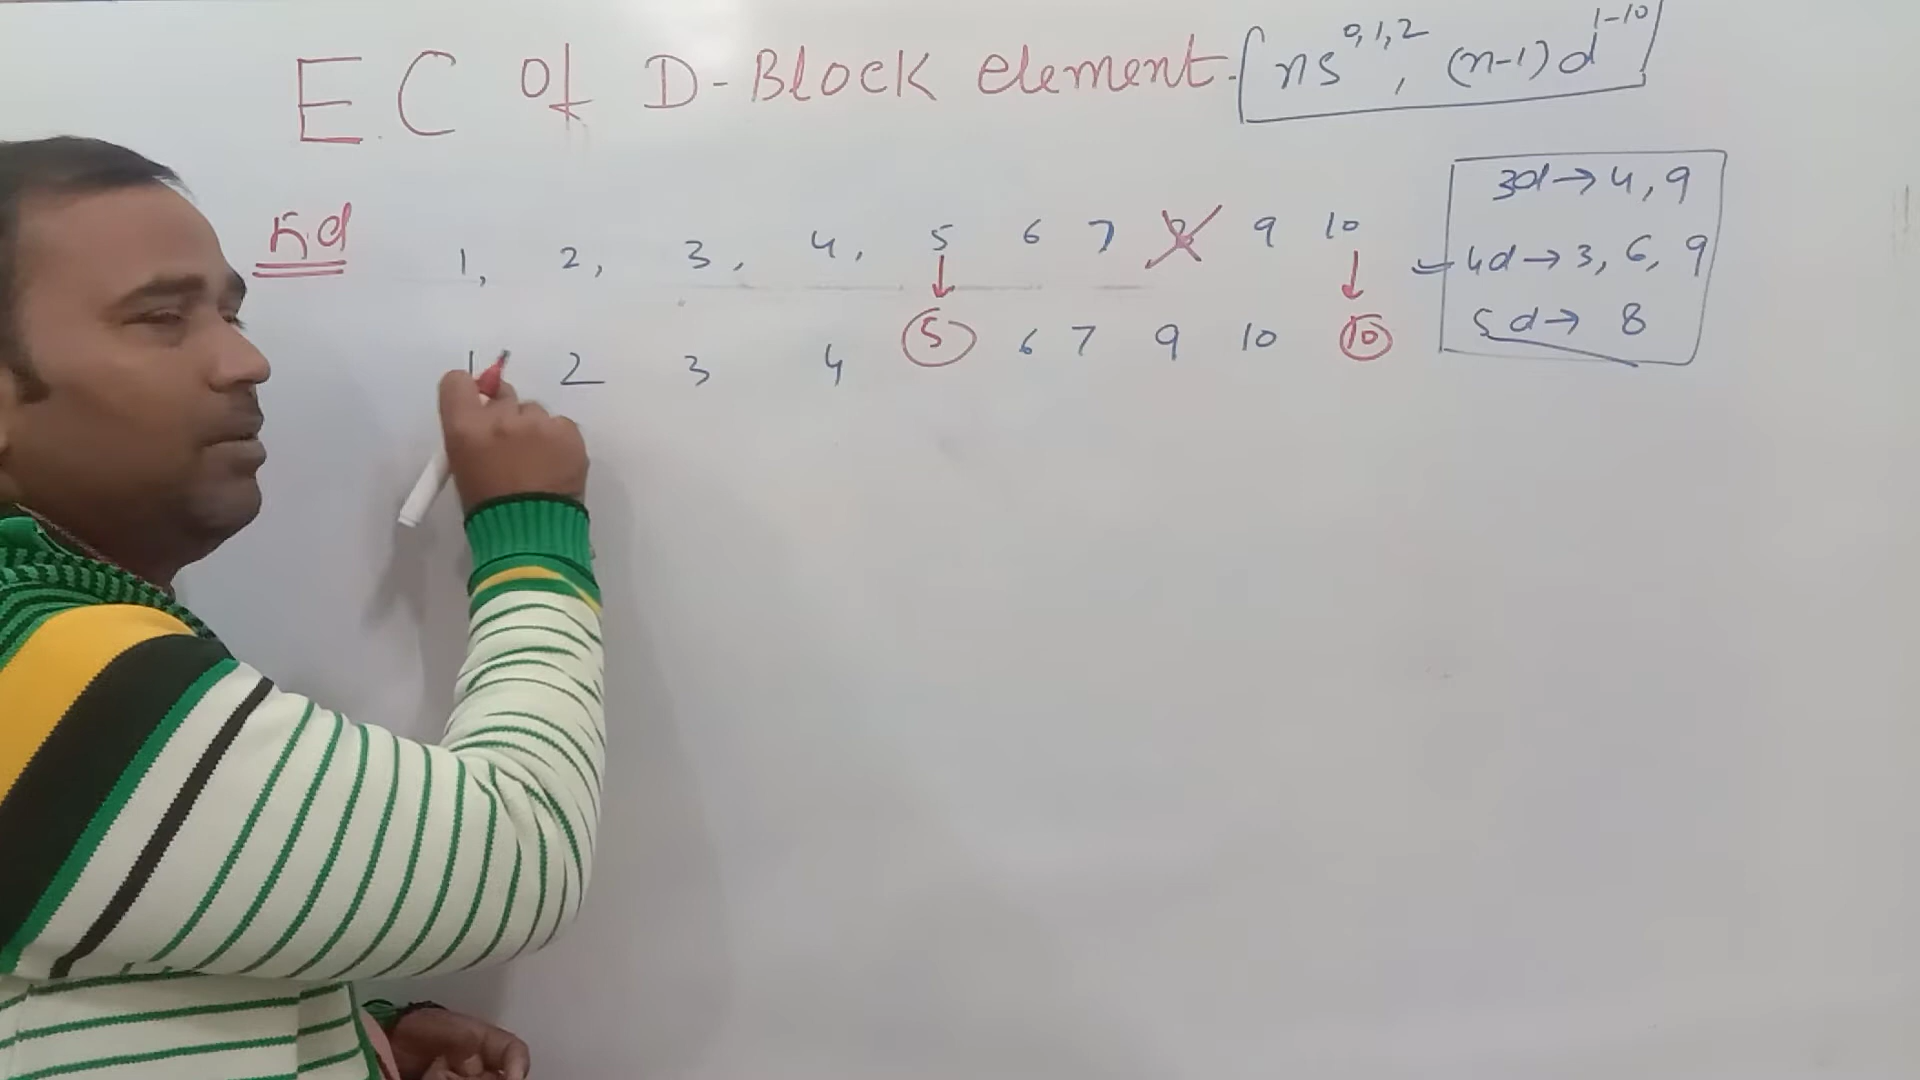 E.C Of D-Block element - [ns^0,1,2, (n-1)d^1-10]
5d 1, 2, 3, 4, 5 6 7 8 9 10
↓ ↓
1 2 3 4 5 6 7 9 10 10
3d → 4, 9
4d → 3, 6, 9
5d → 8